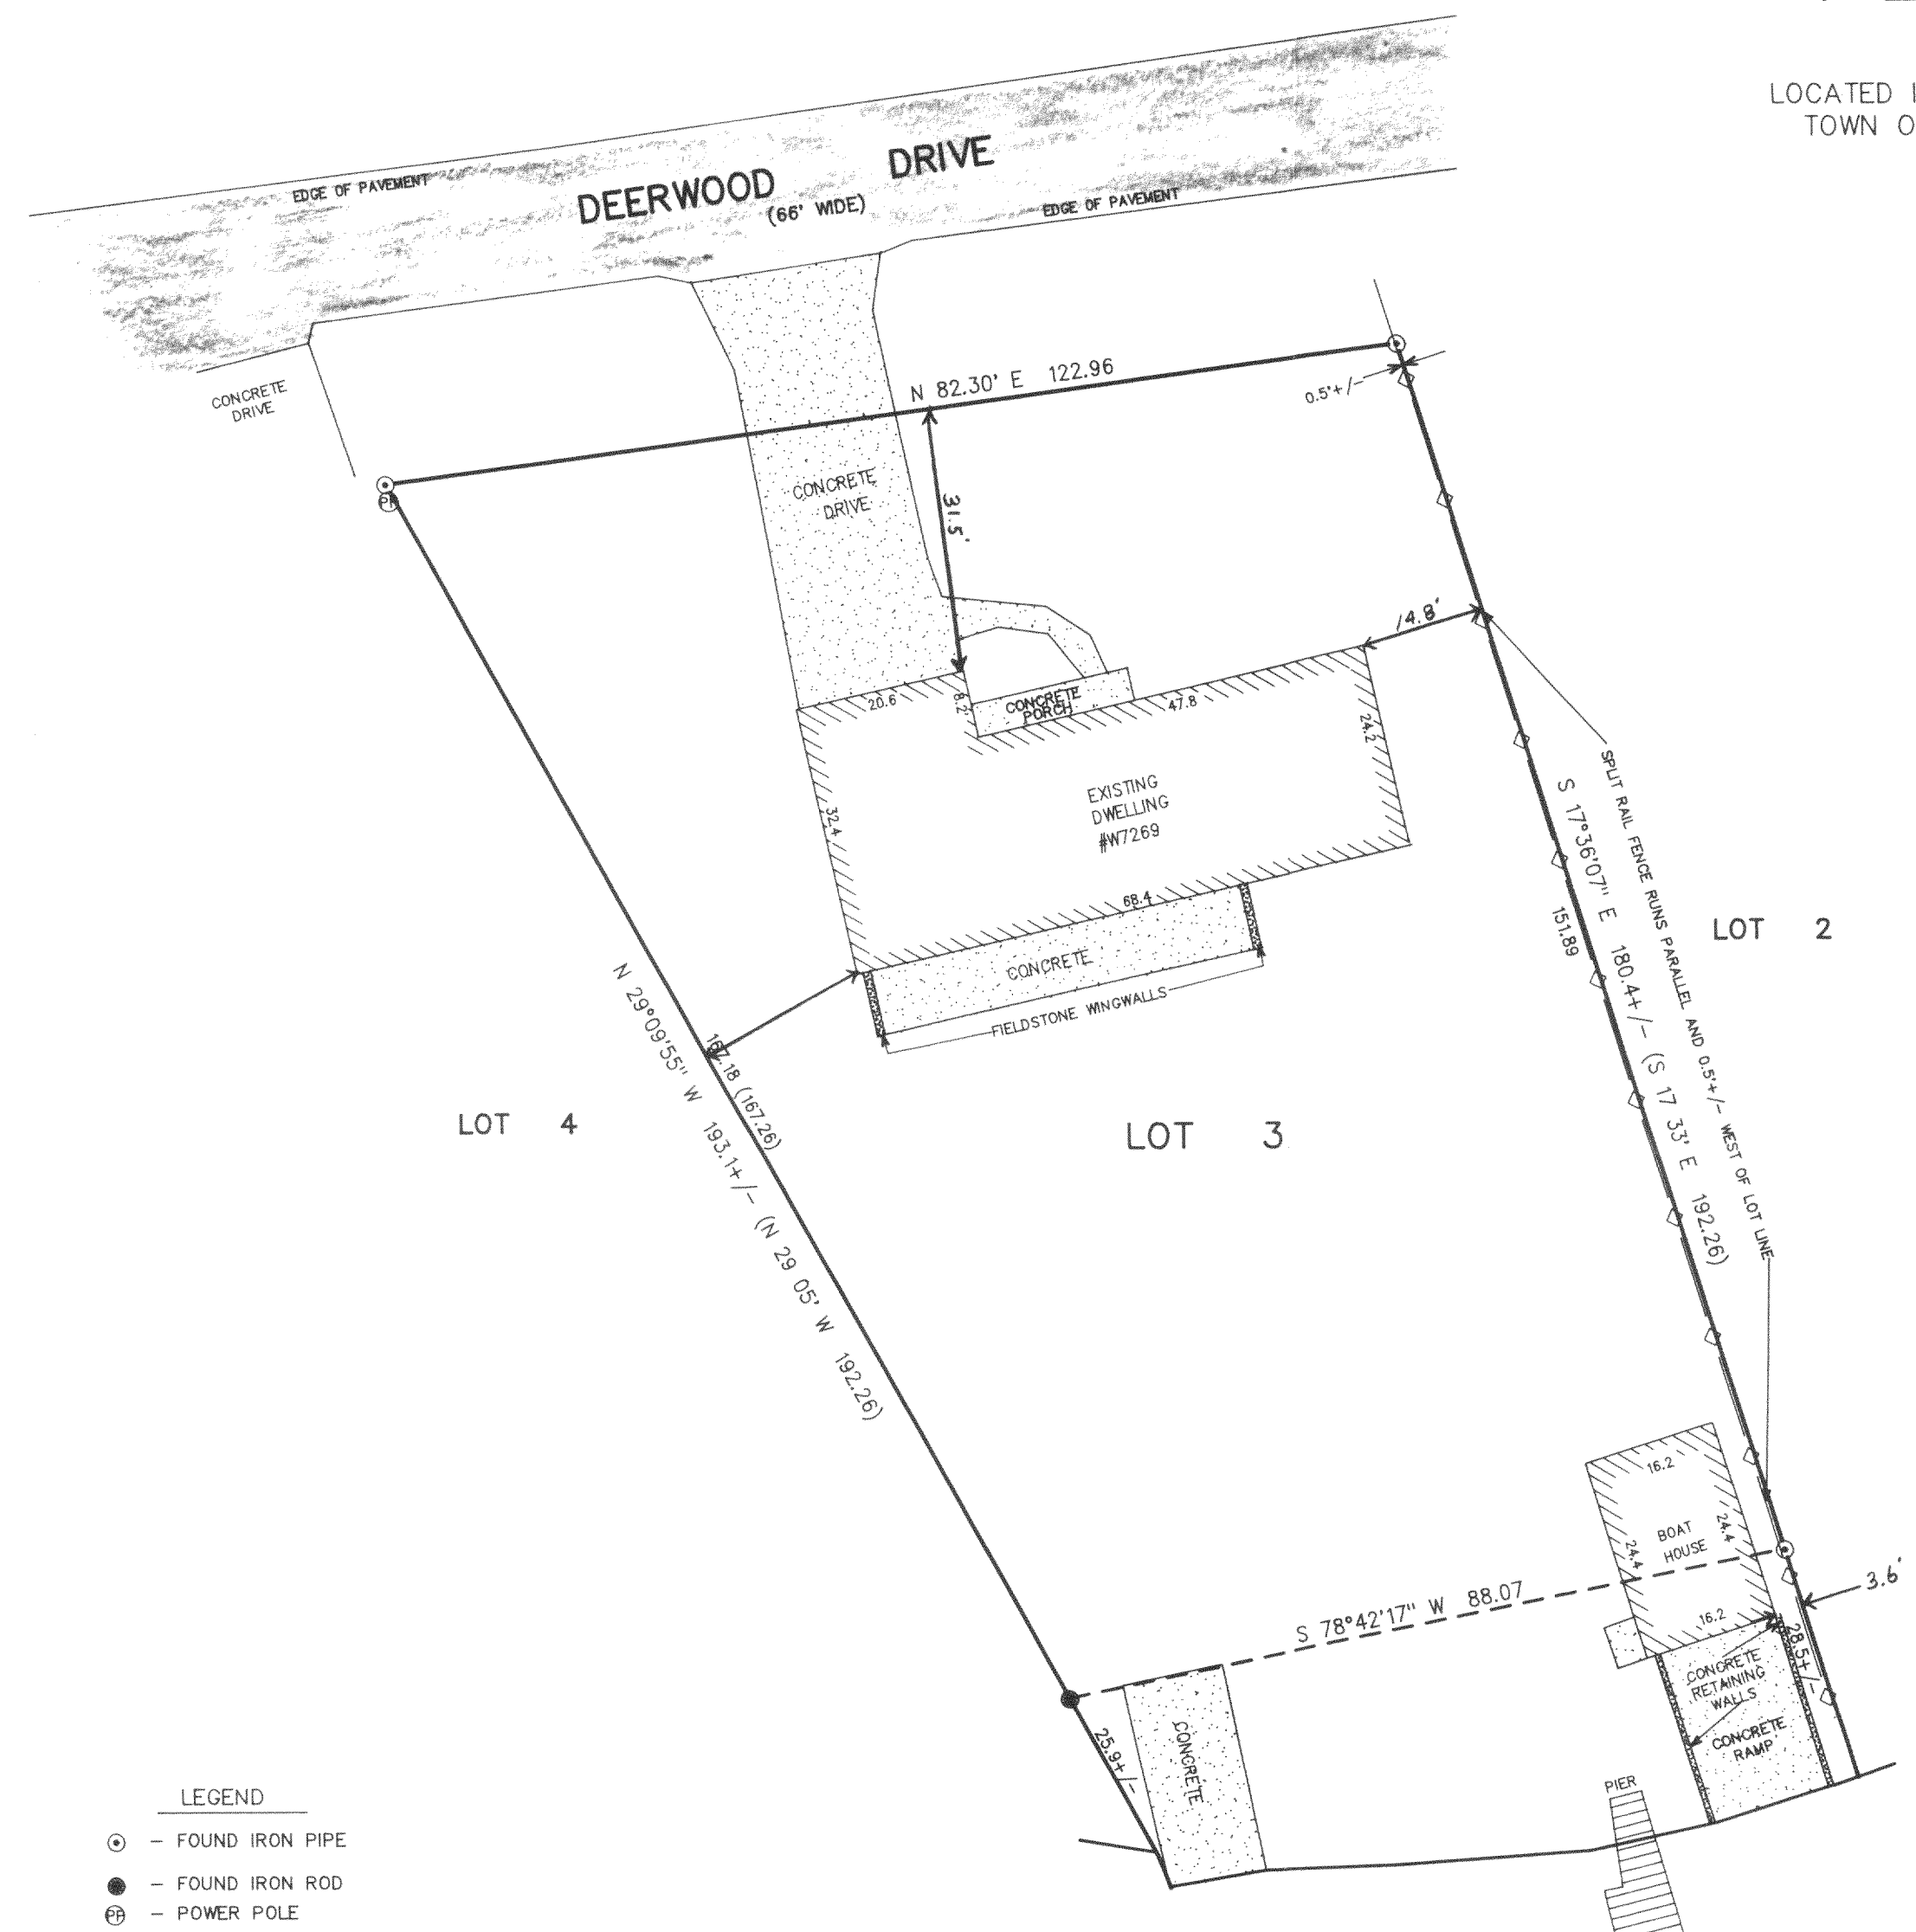 LOCATED I
TOWN O
EDGE OF PAVEMENT
DEERWOOD DRIVE
(66' WIDE)
EDGE OF PAVEMENT
CONCRETE
DRIVE
N 82.30' E 122.96
0.5'+/-
CONCRETE
DRIVE
31.5'
14.8'
20.6
8.2
CONCRETE
PORCH
47.8
24.2
32.4
EXISTING
DWELLING
#W7269
68.4
CONCRETE
FIELDSTONE WINGWALLS
SPLIT RAIL FENCE RUNS PARALLEL AND 0.5'+/- WEST OF LOT LINE
S 17°36'07" E 180.4+/- (S 17 33' E 192.26)
151.89
LOT 2
167.18 (167.26)
N 29°09'55" W 193.1+/- (N 29 05' W 192.26)
LOT 4
LOT 3
16.2
BOAT
HOUSE
24.4
24.4
S 78°42'17" W 88.07
3.6'
16.2
28.5+/-
CONCRETE
RETAINING
WALLS
CONCRETE
RAMP
25.9+/-
CONCRETE
PIER
LEGEND
- FOUND IRON PIPE
- FOUND IRON ROD
PP - POWER POLE